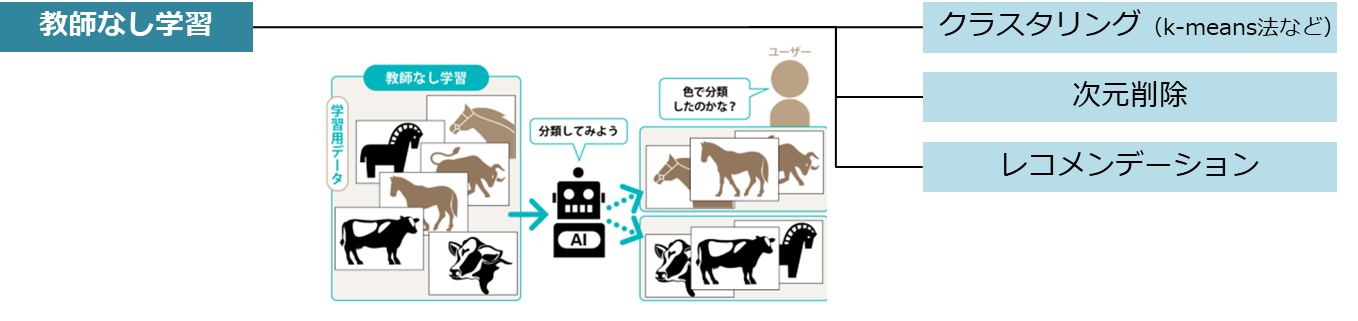 教師なし学習
クラスタリング（k-means法など）
次元削除
レコメンデーション
ユーザー
教師なし学習
色で分類
したのかな？
学習用データ
分類してみよう
AI